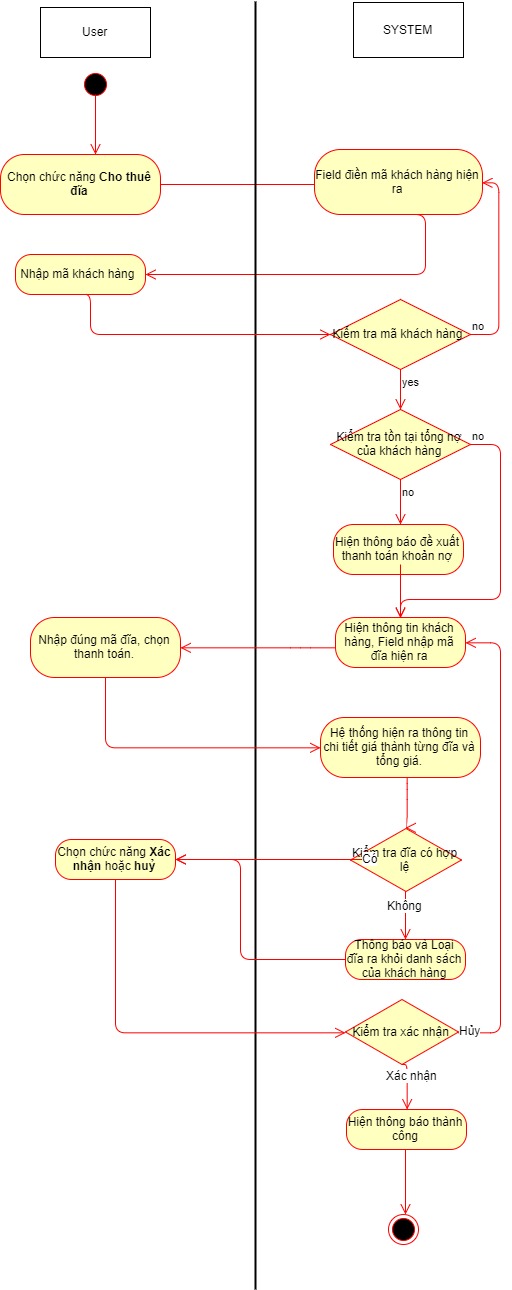 User
SYSTEM
Chọn chức năng Cho thuê
đĩa
Field điền mã khách hàng hiện
ra
Nhập mã khách hàng
Kiểm tra mã khách hàng
no
yes
Kiểm tra tồn tại tổng nợ
của khách hàng
no
no
Hiện thông báo đề xuất
thanh toán khoản nợ
Nhập đúng mã đĩa, chọn
thanh toán.
Hiện thông tin khách
hàng, Field nhập mã
đĩa hiện ra
Hệ thống hiện ra thông tin
chi tiết giá thành từng đĩa và
tổng giá.
Chọn chức năng Xác
nhận hoặc huỷ
Kiểm tra đĩa có hợp
lệ
Có
Không
Thông báo và Loại
đĩa ra khỏi danh sách
của khách hàng
Kiểm tra xác nhận
Hủy
Xác nhận
Hiện thông báo thành
công